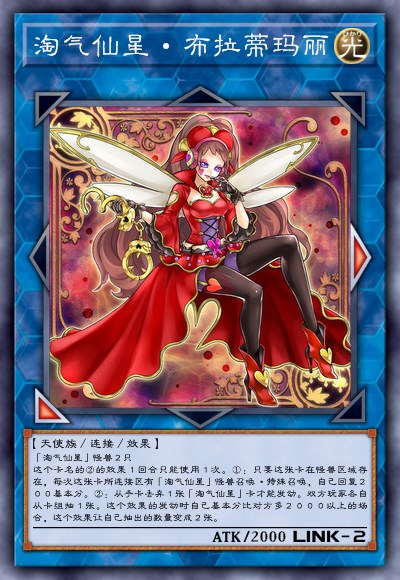 淘气仙星・布拉蒂玛丽
光
【天使族／连接／效果】
「淘气仙星」怪兽2只
这个卡名的②的效果1回合只能使用1次。①：只要这张卡在怪兽区域存
在，每次这张卡所连接区有「淘气仙星」怪兽召唤・特殊召唤，自己回复2
00基本分。②：从手卡丢弃1张「淘气仙星」卡才能发动。双方玩家各自
从卡组抽1张。这个效果的发动时自己基本分比对方多2000以上的场
合，这个效果让自己抽出的数量变成2张。
ATK/2000 LINK-2